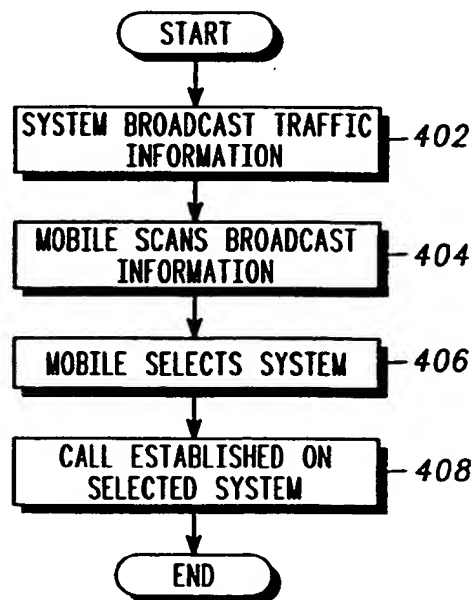 START
SYSTEM BROADCAST TRAFFIC
INFORMATION
402
MOBILE SCANS BROADCAST
INFORMATION
404
MOBILE SELECTS SYSTEM
406
CALL ESTABLISHED ON
SELECTED SYSTEM
408
END